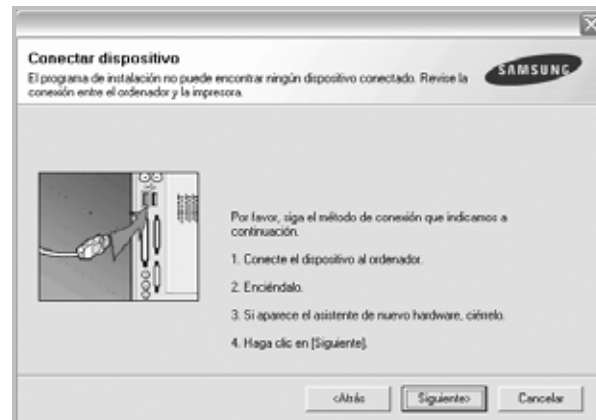 Conectar dispositivo
El programa de instalación no puede encontrar ningún dispositivo conectado. Revise la
conexión entre el ordenador y la impresora.
SAMSUNG
Por favor, siga el método de conexión que indicamos a
continuación.
1. Conecte el dispositivo al ordenador.
2. Enciéndalo.
3. Si aparece el asistente de nuevo hardware, ciérrelo.
4. Haga clic en [Siguiente].
<Atrás
Siguiente>
Cancelar